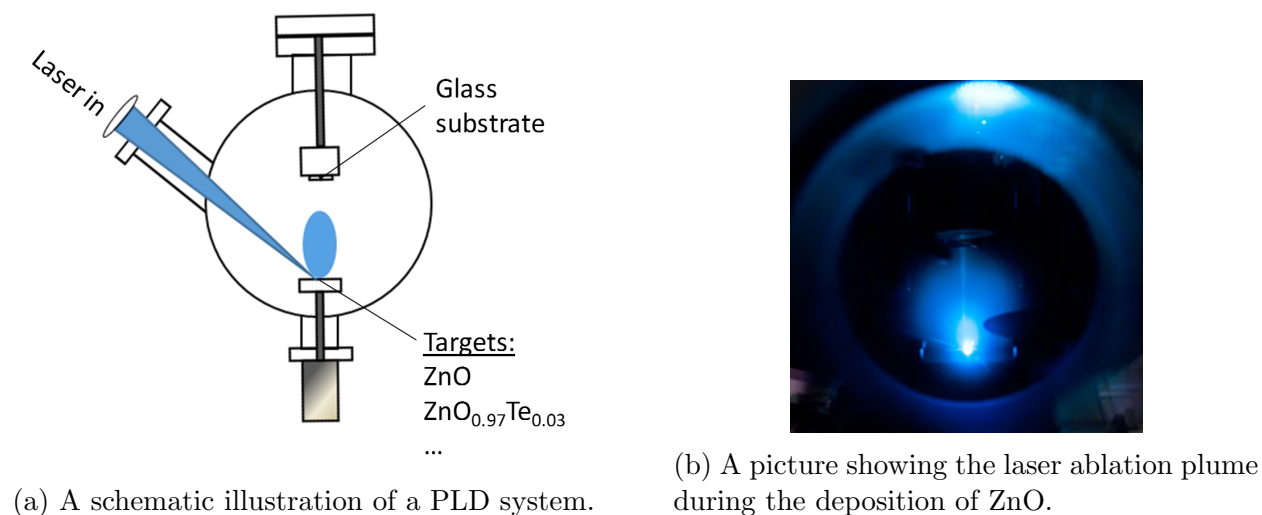 Laser in
Glass
substrate
Targets:
ZnO
ZnO₀.₉₇Te₀.₀₃
...
(a) A schematic illustration of a PLD system.
(b) A picture showing the laser ablation plume
during the deposition of ZnO.